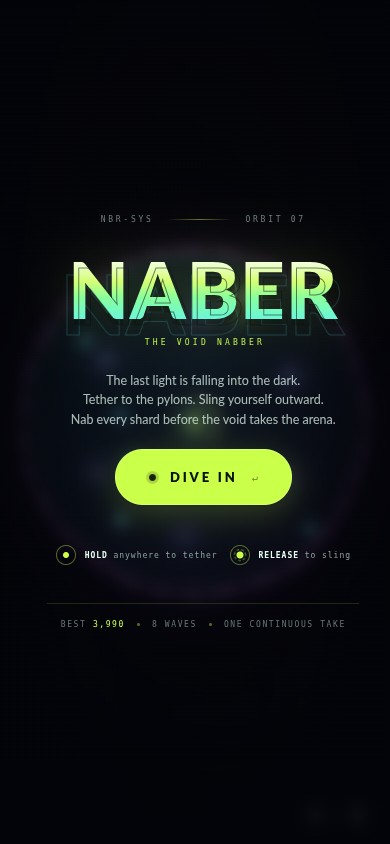 NBR-SYS ORBIT 07
NABER
THE VOID NABBER
The last light is falling into the dark.
Tether to the pylons. Sling yourself outward.
Nab every shard before the void takes the arena.
DIVE IN ↵
HOLD anywhere to tether RELEASE to sling
BEST 3,990 • 8 WAVES • ONE CONTINUOUS TAKE